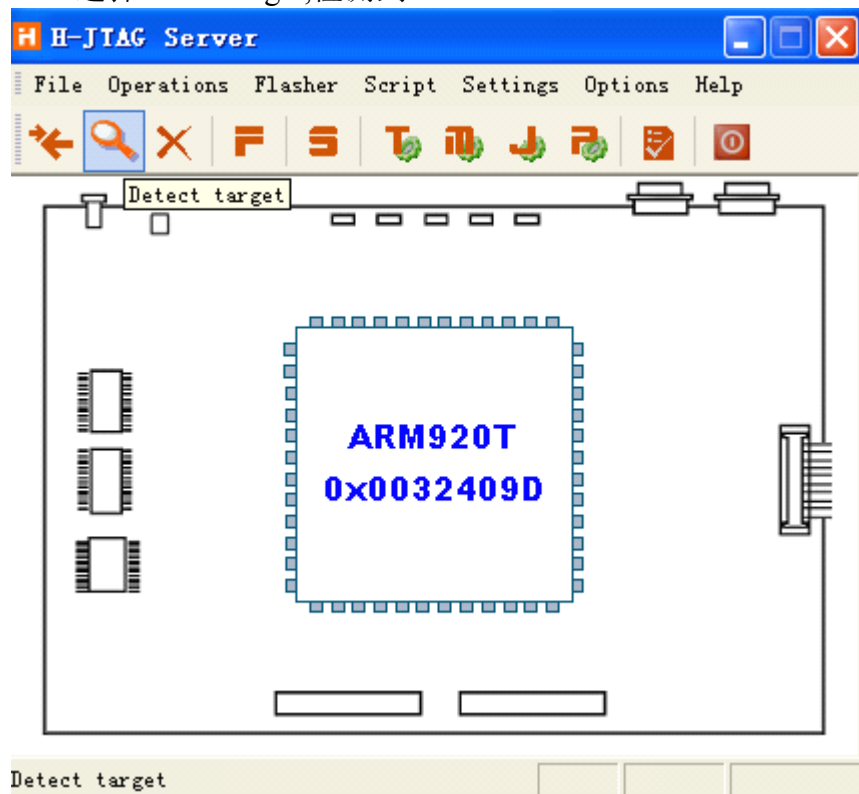 H-JTAG Server
File Operations Flasher Script Settings Options Help
Detect target
ARM920T
0x0032409D
Detect target